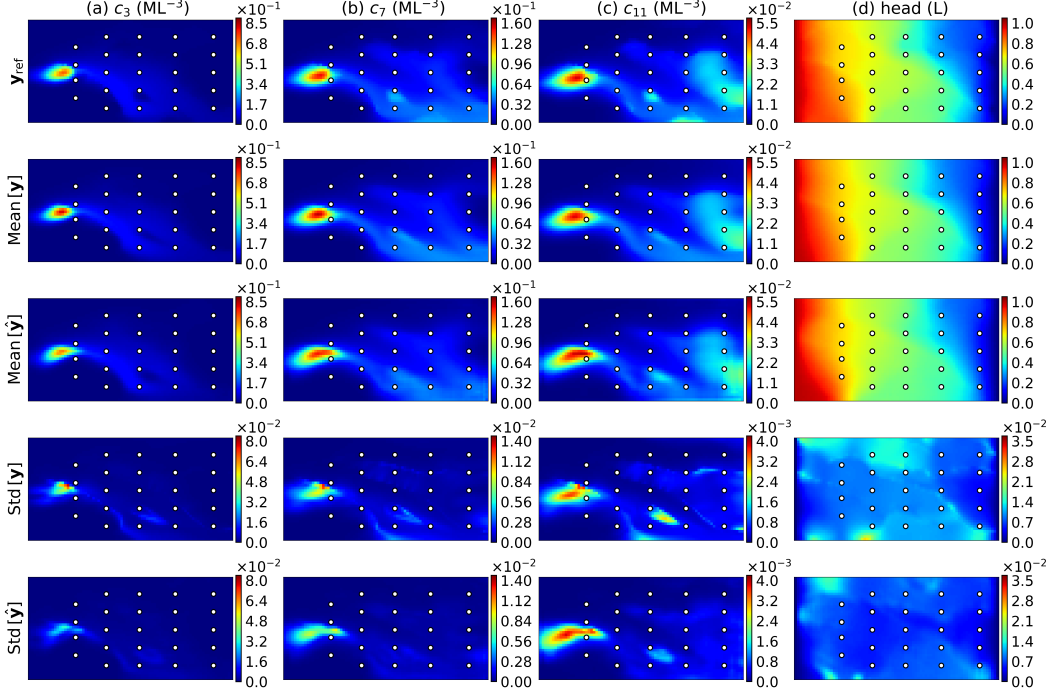 (a) c₃ (ML⁻³) (b) c₇ (ML⁻³) (c) c₁₁ (ML⁻³) (d) head (L)
×10⁻¹ ×10⁻¹ ×10⁻²
y_ref
8.5 1.60 5.5 1.0
6.8 1.28 4.4 0.8
5.1 0.96 3.3 0.6
3.4 0.64 2.2 0.4
1.7 0.32 1.1 0.2
0.0 0.00 0.0 0.0
×10⁻¹ ×10⁻¹ ×10⁻²
Mean [y]
8.5 1.60 5.5 1.0
6.8 1.28 4.4 0.8
5.1 0.96 3.3 0.6
3.4 0.64 2.2 0.4
1.7 0.32 1.1 0.2
0.0 0.00 0.0 0.0
×10⁻¹ ×10⁻¹ ×10⁻²
Mean [ŷ]
8.5 1.60 5.5 1.0
6.8 1.28 4.4 0.8
5.1 0.96 3.3 0.6
3.4 0.64 2.2 0.4
1.7 0.32 1.1 0.2
0.0 0.00 0.0 0.0
×10⁻² ×10⁻² ×10⁻³ ×10⁻²
Std [y]
8.0 1.40 4.0 3.5
6.4 1.12 3.2 2.8
4.8 0.84 2.4 2.1
3.2 0.56 1.6 1.4
1.6 0.28 0.8 0.7
0.0 0.00 0.0 0.0
×10⁻² ×10⁻² ×10⁻³ ×10⁻²
Std [ŷ]
8.0 1.40 4.0 3.5
6.4 1.12 3.2 2.8
4.8 0.84 2.4 2.1
3.2 0.56 1.6 1.4
1.6 0.28 0.8 0.7
0.0 0.00 0.0 0.0